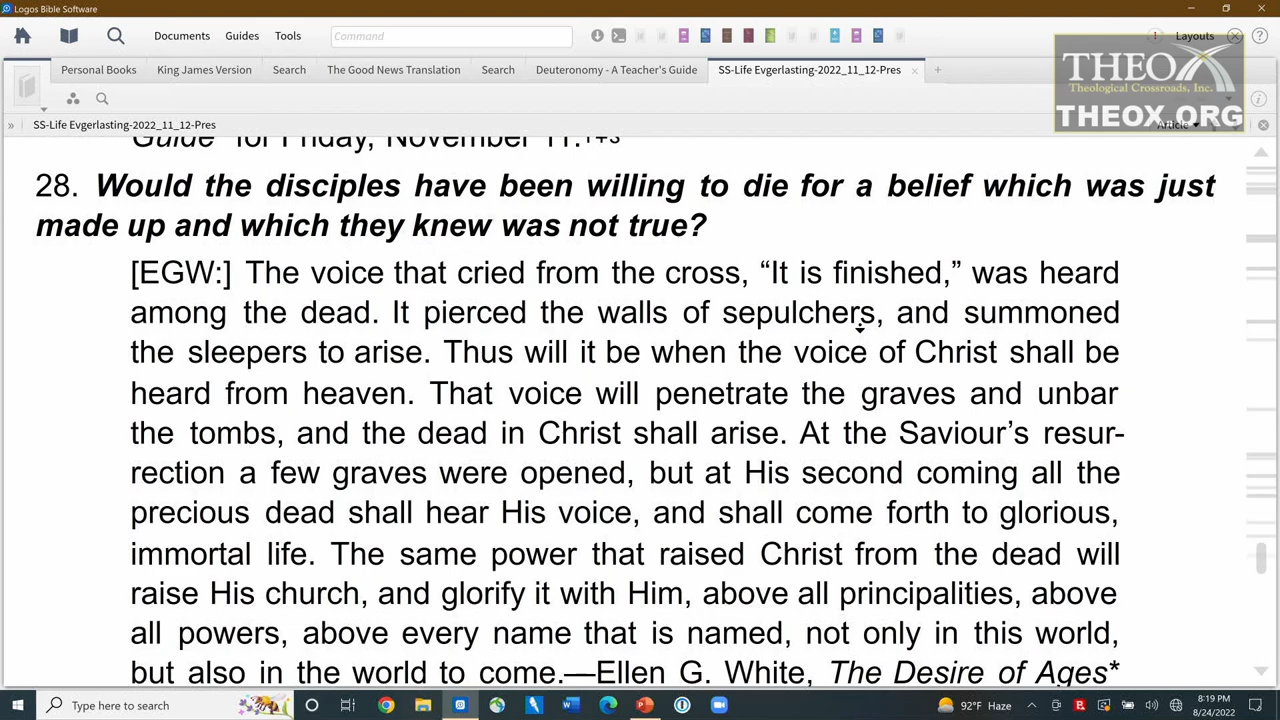 Logos Bible Software
Documents Guides Tools Command Layouts
Personal Books King James Version Search The Good News Translation Search Deuteronomy - A Teacher's Guide SS-Life Evgerlasting-2022_11_12-Pres
THEOX
Theological Crossroads, Inc.
THEOX.ORG
SS-Life Evgerlasting-2022_11_12-Pres Article
Guide" for Friday, November 11.1+3
28. Would the disciples have been willing to die for a belief which was just
made up and which they knew was not true?
[EGW:] The voice that cried from the cross, “It is finished,” was heard
among the dead. It pierced the walls of sepulchers, and summoned
the sleepers to arise. Thus will it be when the voice of Christ shall be
heard from heaven. That voice will penetrate the graves and unbar
the tombs, and the dead in Christ shall arise. At the Saviour’s resur-
rection a few graves were opened, but at His second coming all the
precious dead shall hear His voice, and shall come forth to glorious,
immortal life. The same power that raised Christ from the dead will
raise His church, and glorify it with Him, above all principalities, above
all powers, above every name that is named, not only in this world,
but also in the world to come.—Ellen G. White, The Desire of Ages*
Type here to search
92°F Haze
8:19 PM
8/24/2022